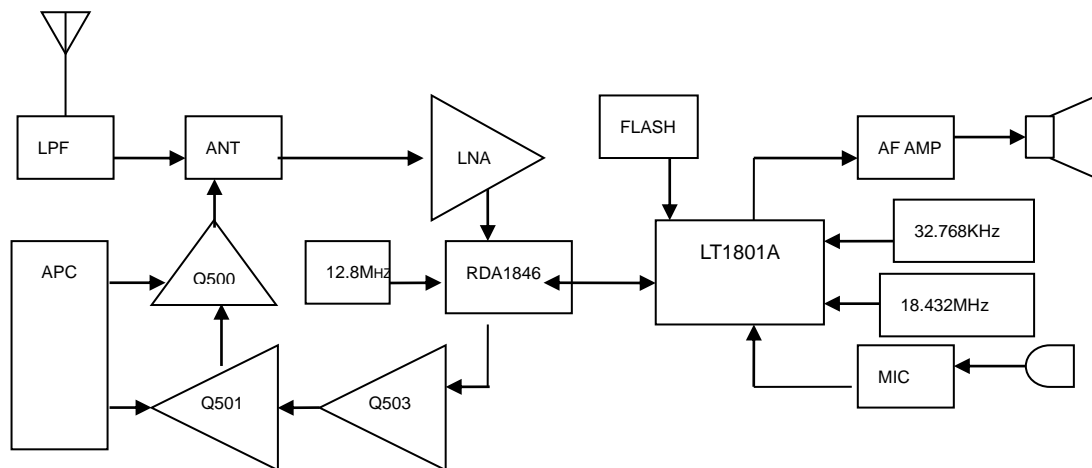 LPF
ANT
LNA
FLASH
AF AMP
APC
Q500
12.8MHZ
RDA1846
LT1801A
32.768KHz
18.432MHz
Q501
Q503
MIC